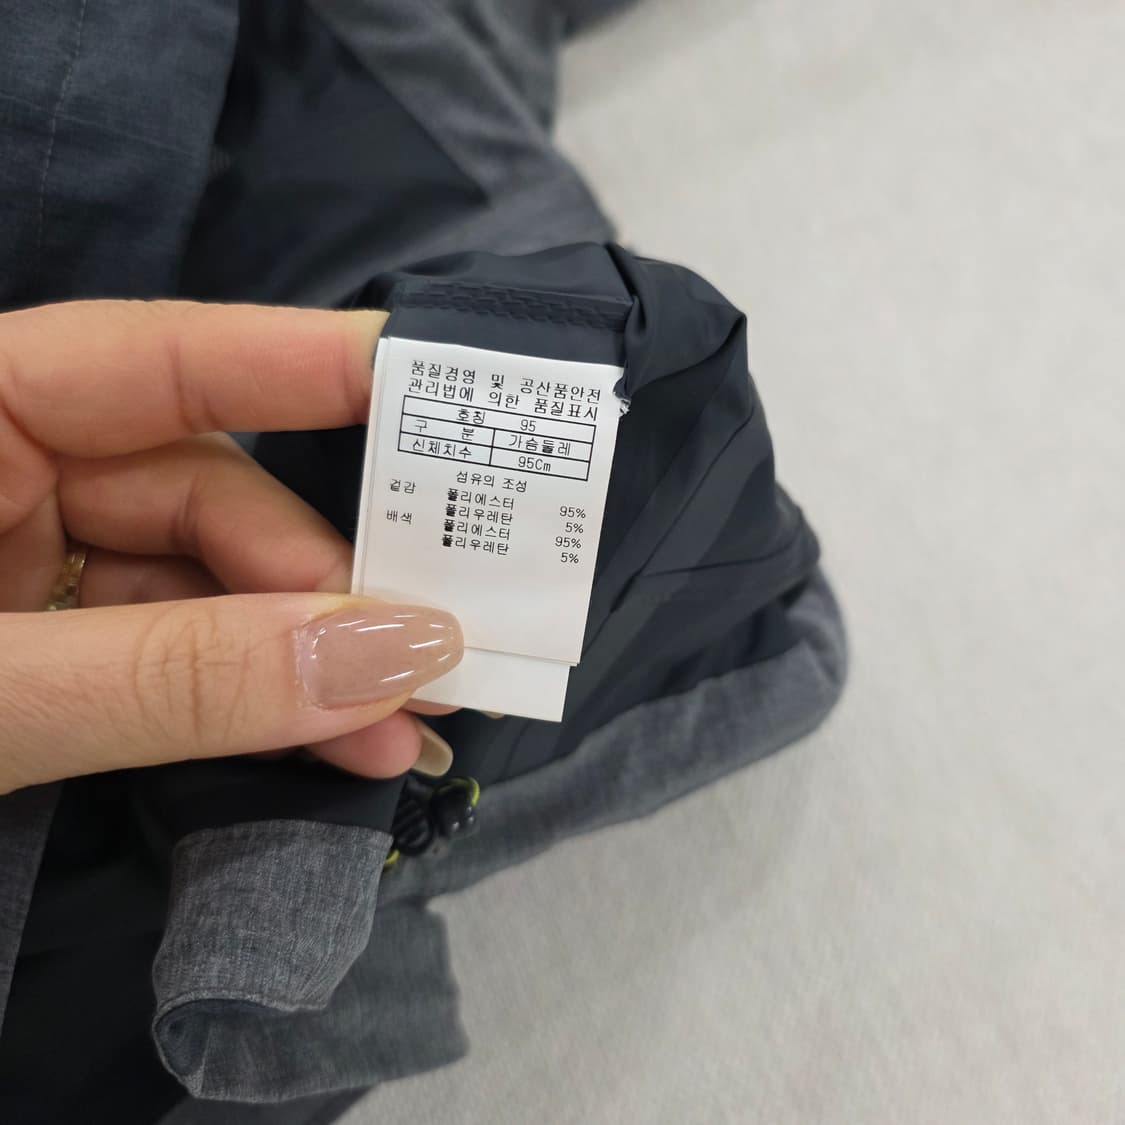 품질경영 및 공산품안전
관리법에 의한 품질표시
호칭 95
구 분 가슴둘레
신체치수 95Cm
섬유의 조성
겉감 폴리에스터 95%
폴리우레탄 5%
배색 폴리에스터 95%
폴리우레탄 5%